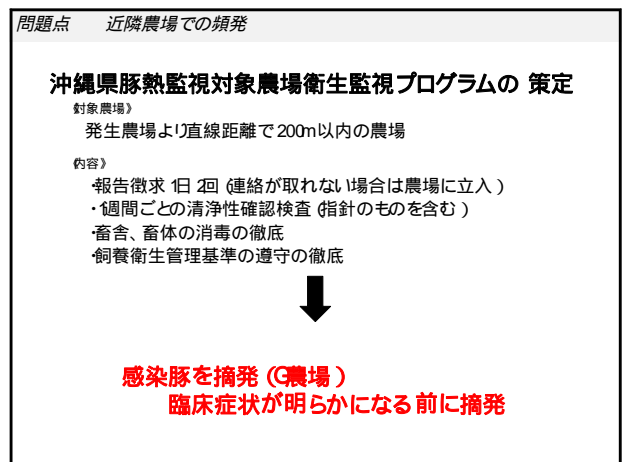 問題点　近隣農場での頻発
沖縄県豚熱監視対象農場衛生監視プログラムの 策定
《対象農場》
発生農場より直線距離で200m以内の農場
《内容》
・報告徴求 1日2回（連絡が取れない場合は農場に立入）
・1週間ごとの清浄性確認検査（指針のものを含む）
・畜舎、畜体の消毒の徹底
・飼養衛生管理基準の遵守の徹底
感染豚を摘発（G農場）
臨床症状が明らかになる前に摘発